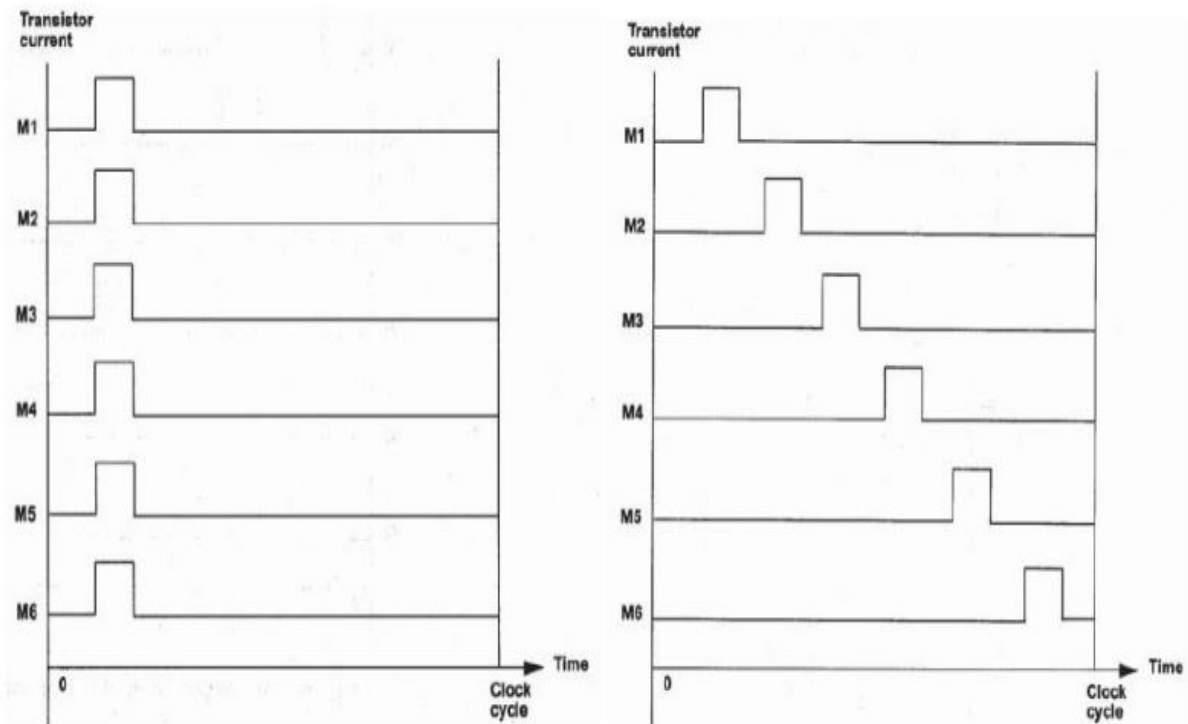 Transistor
current
M1
M2
M3
M4
M5
M6
0
Time
Clock
cycle
Transistor
current
M1
M2
M3
M4
M5
M6
0
Time
Clock
cycle